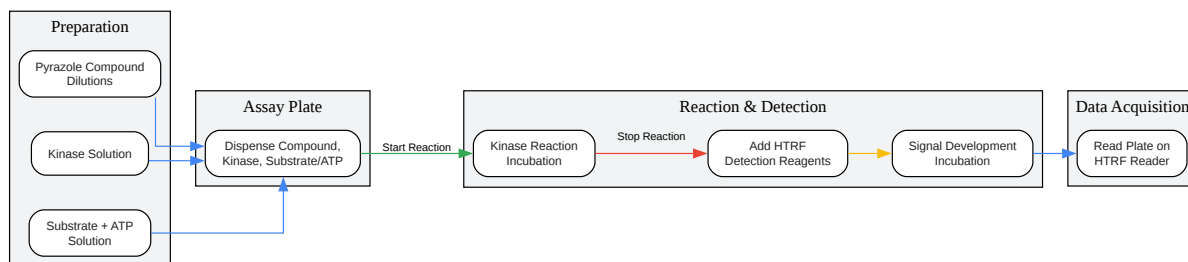 Preparation
Pyrazole Compound
Dilutions
Kinase Solution
Substrate + ATP
Solution
Assay Plate
Dispense Compound,
Kinase, Substrate/ATP
Start Reaction
Reaction & Detection
Kinase Reaction
Incubation
Stop Reaction
Add HTRF
Detection Reagents
Signal Development
Incubation
Data Acquisition
Read Plate on
HTRF Reader